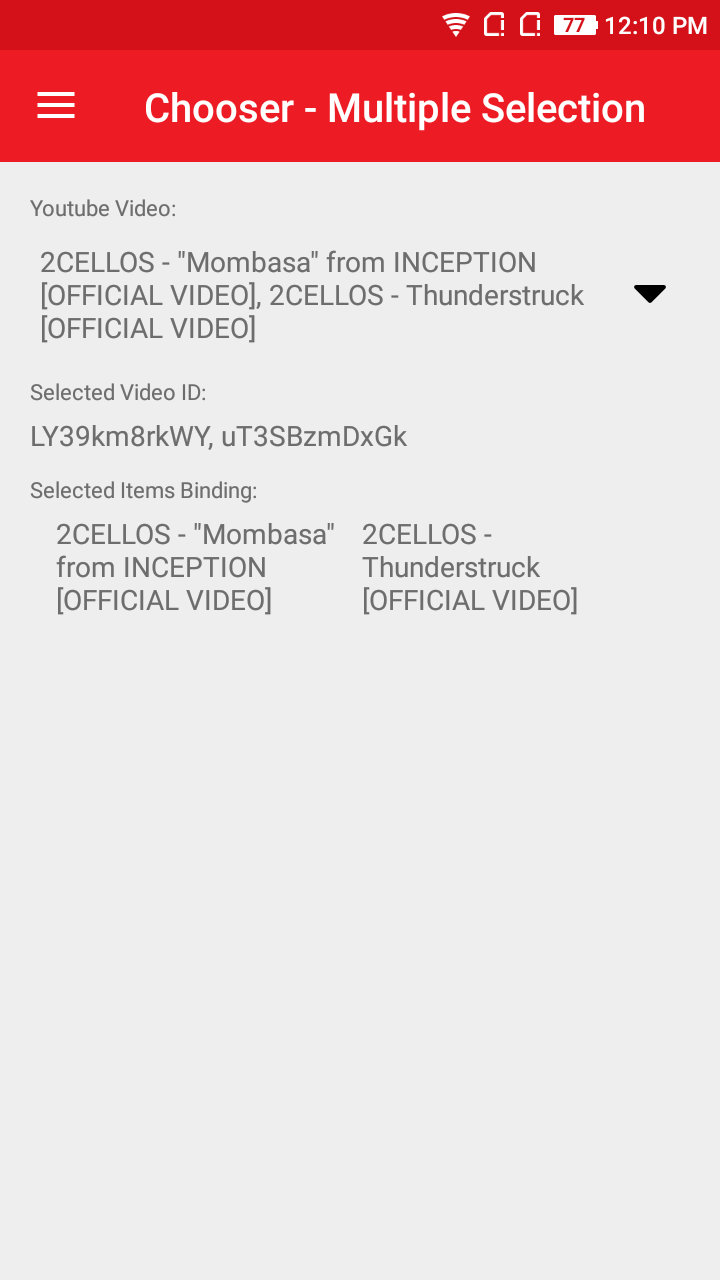 77 12:10 PM
Chooser - Multiple Selection
Youtube Video:
2CELLOS - "Mombasa" from INCEPTION
[OFFICIAL VIDEO], 2CELLOS - Thunderstruck
[OFFICIAL VIDEO]
Selected Video ID:
LY39km8rkWY, uT3SBzmDxGk
Selected Items Binding:
2CELLOS - "Mombasa"
from INCEPTION
[OFFICIAL VIDEO]
2CELLOS -
Thunderstruck
[OFFICIAL VIDEO]